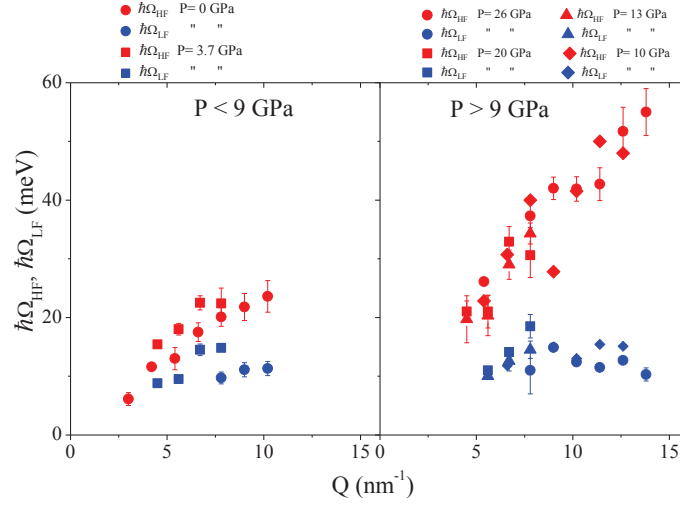 ℏΩHF P= 0 GPa
ℏΩLF " "
ℏΩHF P= 3.7 GPa
ℏΩLF " "
ℏΩHF P= 26 GPa
ℏΩLF " "
ℏΩHF P= 20 GPa
ℏΩLF " "
ℏΩHF P= 13 GPa
ℏΩLF " "
ℏΩHF P= 10 GPa
ℏΩLF " "
P < 9 GPa
P > 9 GPa
ℏΩHF, ℏΩLF (meV)
60
40
20
0
0 5 10 15
5 10 15
Q (nm⁻¹)